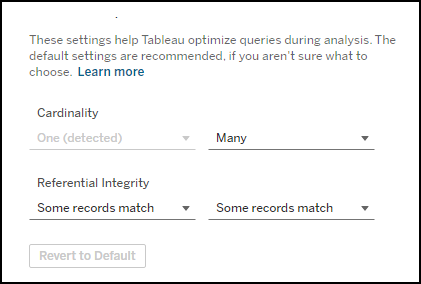 These settings help Tableau optimize queries during analysis. The
default settings are recommended, if you aren't sure what to
choose. Learn more
Cardinality
One (detected) Many
Referential Integrity
Some records match Some records match
Revert to Default